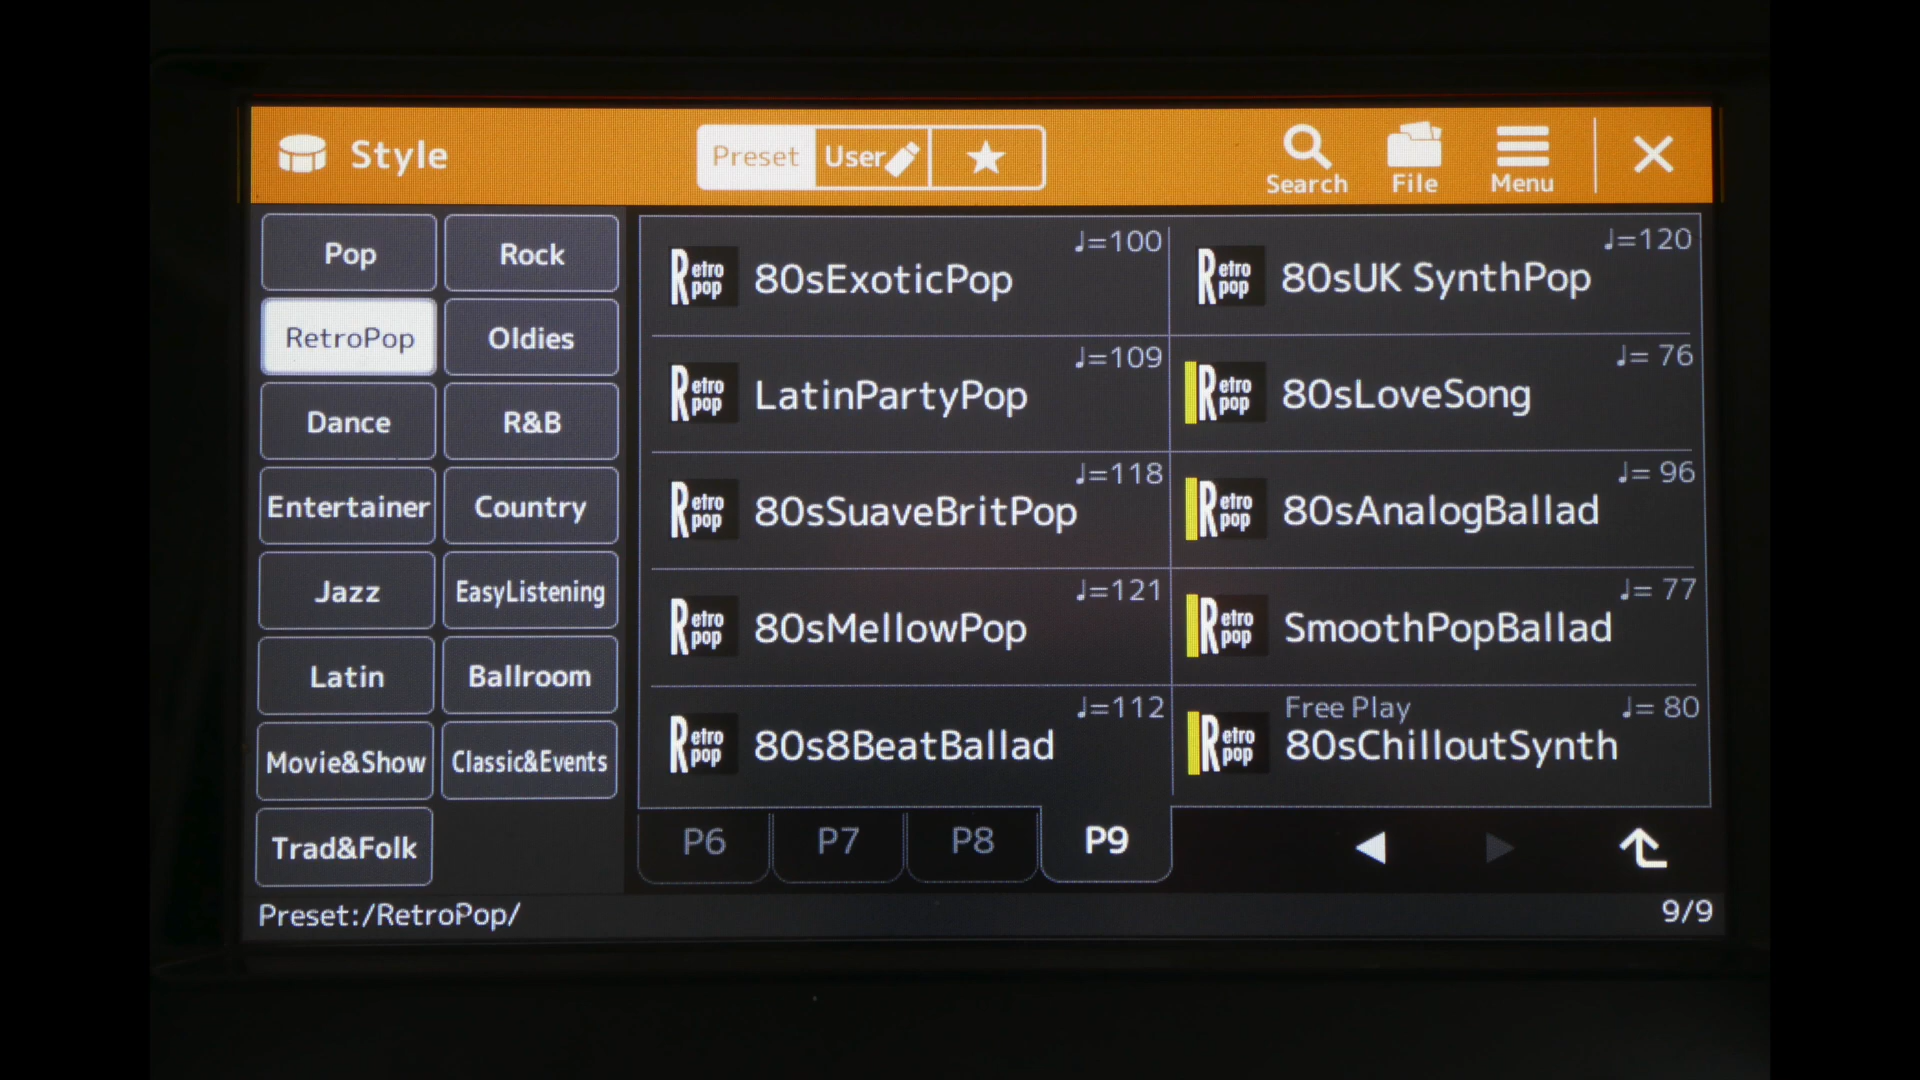 Style
Preset
User
Search
File
Menu
Pop
Rock
RetroPop
Oldies
Dance
R&B
Entertainer
Country
Jazz
EasyListening
Latin
Ballroom
Movie&Show
Classic&Events
Trad&Folk
Retro pop
80sExoticPop
♩=100
Retro pop
80sUK SynthPop
♩=120
Retro pop
LatinPartyPop
♩=109
Retro pop
80sLoveSong
♩= 76
Retro pop
80sSuaveBritPop
♩=118
Retro pop
80sAnalogBallad
♩= 96
Retro pop
80sMellowPop
♩=121
Retro pop
SmoothPopBallad
♩= 77
Retro pop
80s8BeatBallad
♩=112
Retro pop
Free Play
80sChilloutSynth
♩= 80
P6
P7
P8
P9
Preset:/RetroPop/
9/9